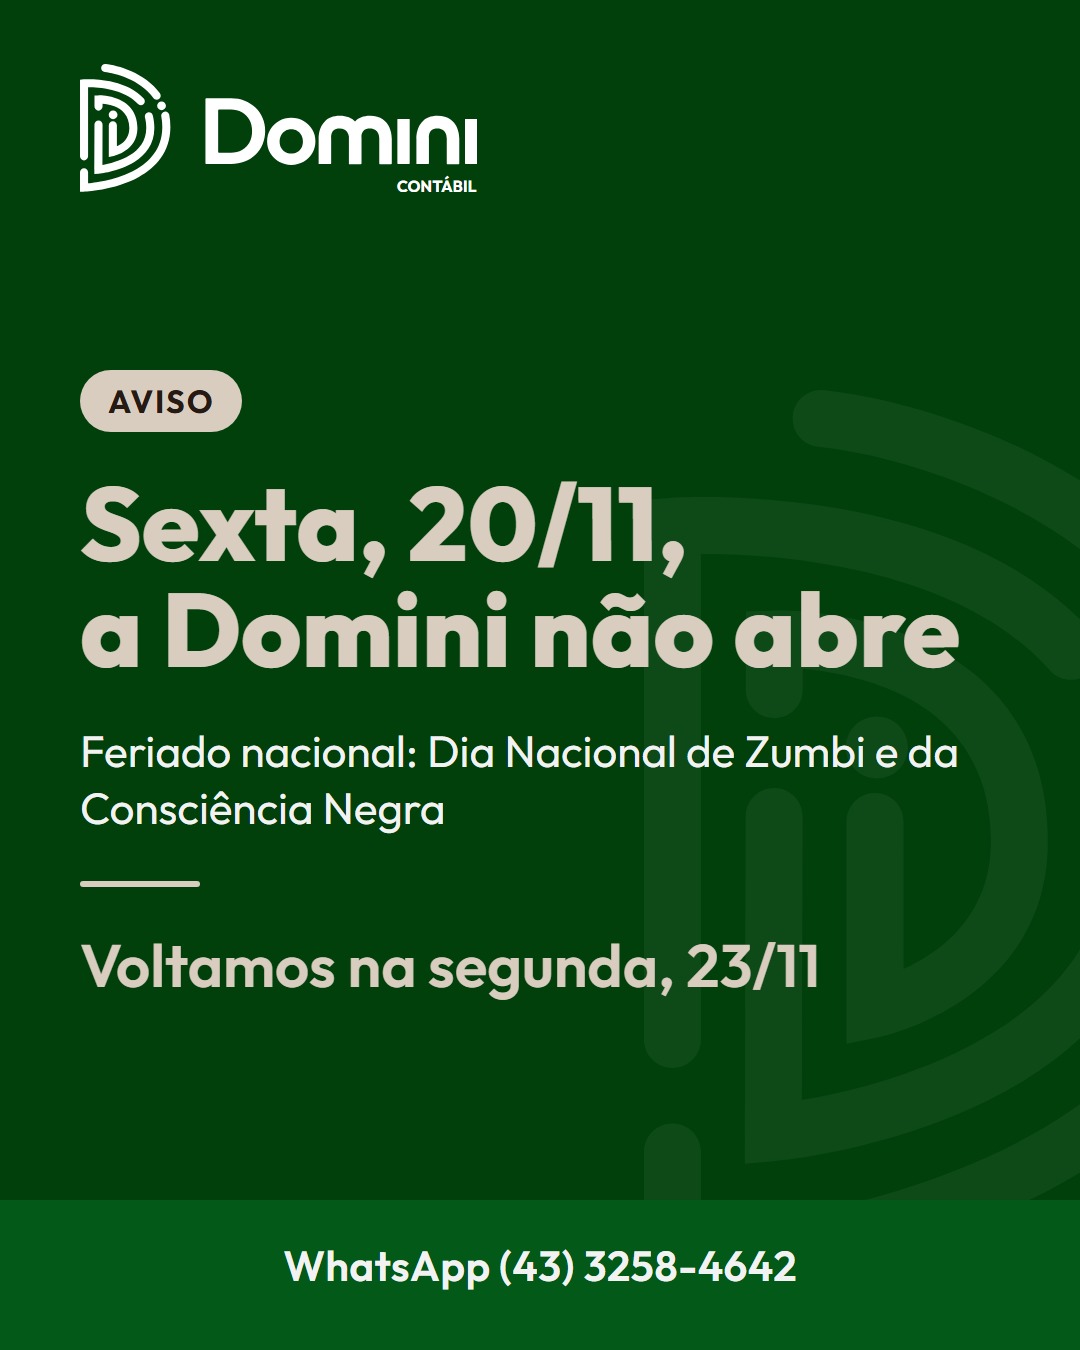 Domini
CONTÁBIL
AVISO
Sexta, 20/11,
a Domini não abre
Feriado nacional: Dia Nacional de Zumbi e da
Consciência Negra
Voltamos na segunda, 23/11
WhatsApp (43) 3258-4642